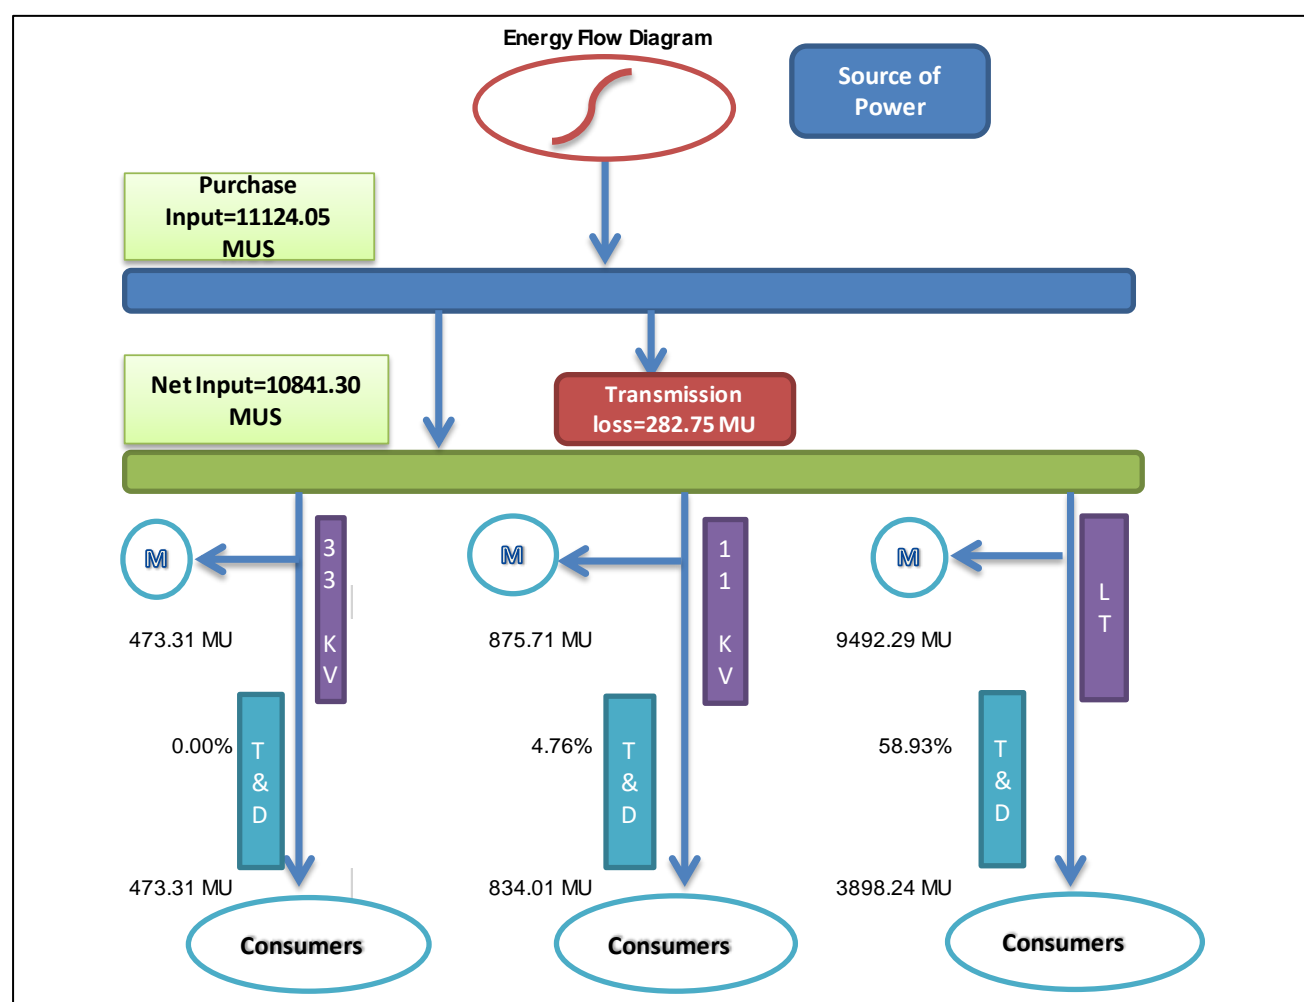 Energy Flow Diagram
Source of
Power
Purchase
Input=11124.05
MUS
Net Input=10841.30
MUS
Transmission
loss=282.75 MU
M
3
3
K
V
M
1
1
K
V
M
L
T
473.31 MU
875.71 MU
9492.29 MU
0.00%
T
&
D
4.76%
T
&
D
58.93%
T
&
D
473.31 MU
834.01 MU
3898.24 MU
Consumers
Consumers
Consumers